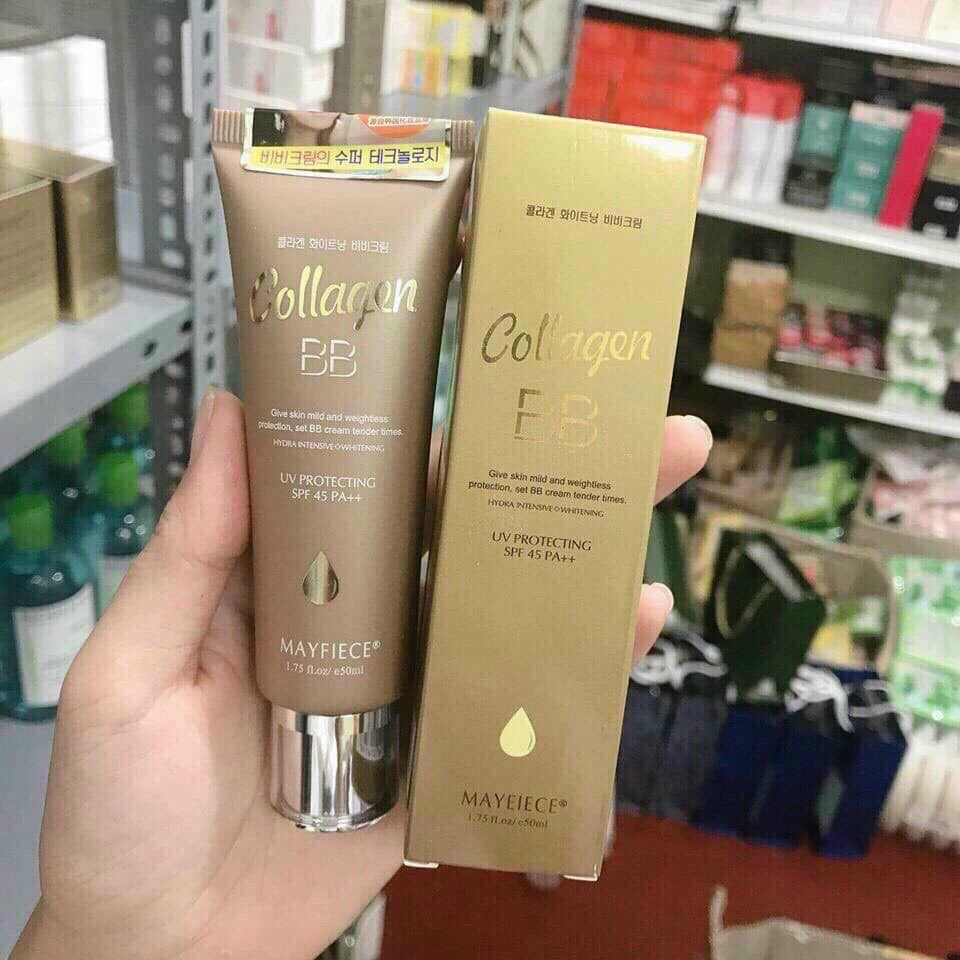 비비크림의 수퍼 테크놀로지
콜라겐 화이트닝 비비크림
Collagen
BB
Give skin mild and weightless
protection, set BB cream tender times.
HYDRA INTENSIVE◇WHITENING
UV PROTECTING
SPF 45 PA++
MAYFIECE®
1.75 fl.oz/ e50ml
콜라겐 화이트닝 비비크림
Collagen
BB
Give skin mild and weightless
protection, set BB cream tender times.
HYDRA INTENSIVE◇WHITENING
UV PROTECTING
SPF 45 PA++
MAYEIECE®
1.75 fl.oz/ e50ml